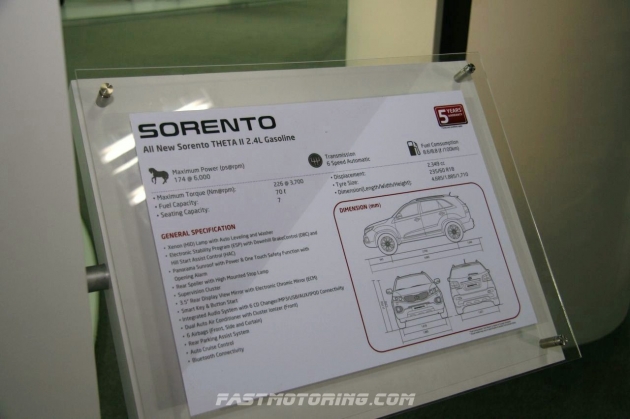 SORENTO
All New Sorento THETA II 2.4L Gasoline
5 YEARS
Maximum Power (ps@rpm)
174 @ 6,000
Transmission
6 Speed Automatic
Fuel Consumption
• Maximum Torque (Nm@rpm): 226 @ 3,700
• Fuel Capacity: 70 ℓ
• Seating Capacity: 7
• Displacement: 2,349 cc
• Tyre Size: 235/60 R18
• Dimension(Length/Width/Height):
GENERAL SPECIFICATION
• Xenon (HID) Lamp with Auto Leveling and Washer
• Electronic Stability Program (ESP) with Downhill Brake Control (DBC) and
Hill Start Assist Control (HAC)
• Panorama Sunroof with Power & One Touch Safety Function with
Opening Alarm
• Rear Spoiler with High Mounted Stop Lamp
• Supervision Cluster
• 3.5" Rear Display View Mirror with Electronic Chromic Mirror (ECM)
• Smart Key & Button Start
• Integrated Audio System with 6 CD Changer/MP3/USB/AUX/IPOD Connectivity
• Dual Auto Air Conditioner with Cluster Ionizer (Front)
• 6 Airbags (Front, Side and Curtain)
• Rear Parking Assist System
• Auto Cruise Control
• Bluetooth Connectivity
DIMENSION (MM)
FASTMOTORING.COM